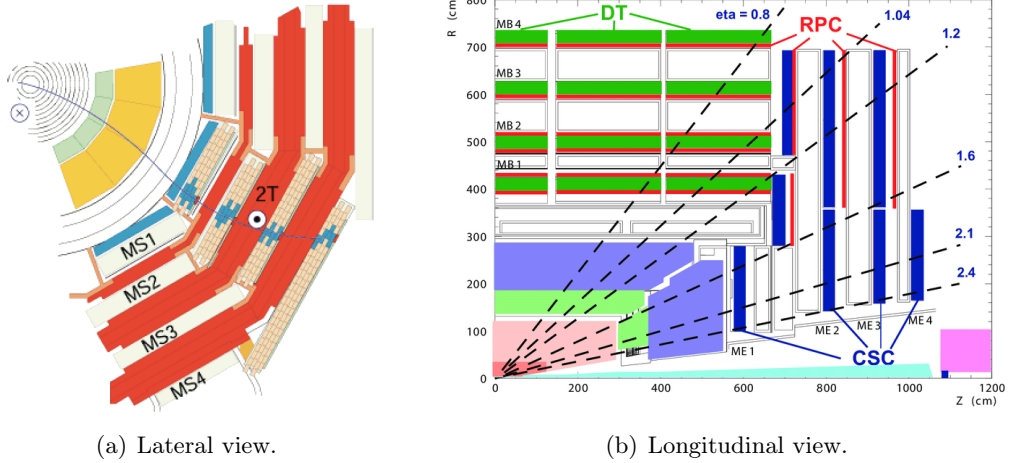 2T
MS1
MS2
MS3
MS4
(a) Lateral view.
R (cm)
800
700
600
500
400
300
200
100
0
MB 4
MB 3
MB 2
MB 1
DT
eta = 0.8
1.04
RPC
1.2
1.6
2.1
2.4
ME 1
ME 2
ME 3
ME 4
CSC
0
200
400
600
800
1000
1200
Z (cm)
(b) Longitudinal view.